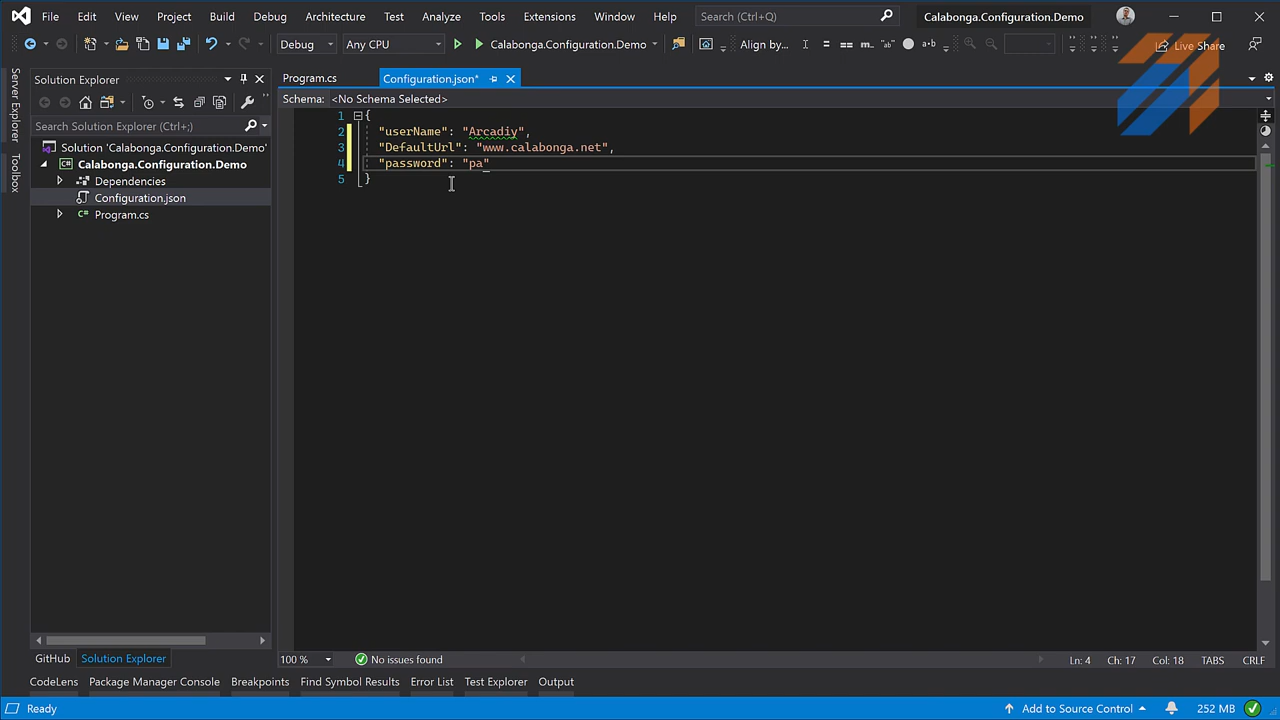 File Edit View Project Build Debug Architecture Test Analyze Tools Extensions Window Help Search (Ctrl+Q) Calabonga.Configuration.Demo
Debug Any CPU Calabonga.Configuration.Demo Align by... Live Share
Server Explorer
Toolbox
Solution Explorer
Search Solution Explorer (Ctrl+;)
Solution 'Calabonga.Configuration.Demo'
Calabonga.Configuration.Demo
Dependencies
Configuration.json
Program.cs
Program.cs Configuration.json*
Schema: <No Schema Selected>
1 {
2 "userName": "Arcadiy",
3 "DefaultUrl": "www.calabonga.net",
4 "password": "pa"
5 }
GitHub Solution Explorer
100 % No issues found Ln: 4 Ch: 17 Col: 18 TABS CRLF
CodeLens Package Manager Console Breakpoints Find Symbol Results Error List Test Explorer Output
Ready Add to Source Control 252 MB